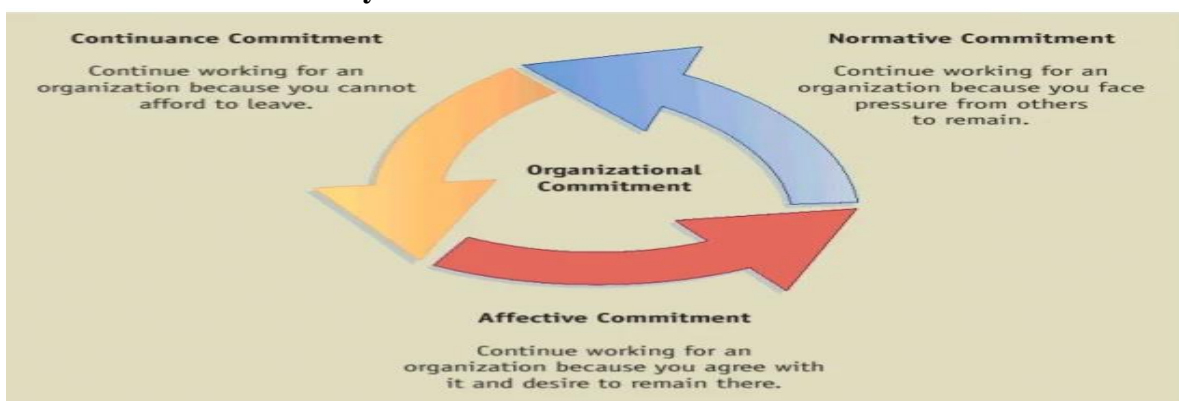 Continuance Commitment
Continue working for an
organization because you cannot
afford to leave.
Normative Commitment
Continue working for an
organization because you face
pressure from others
to remain.
Organizational
Commitment
Affective Commitment
Continue working for an
organization because you agree with
it and desire to remain there.